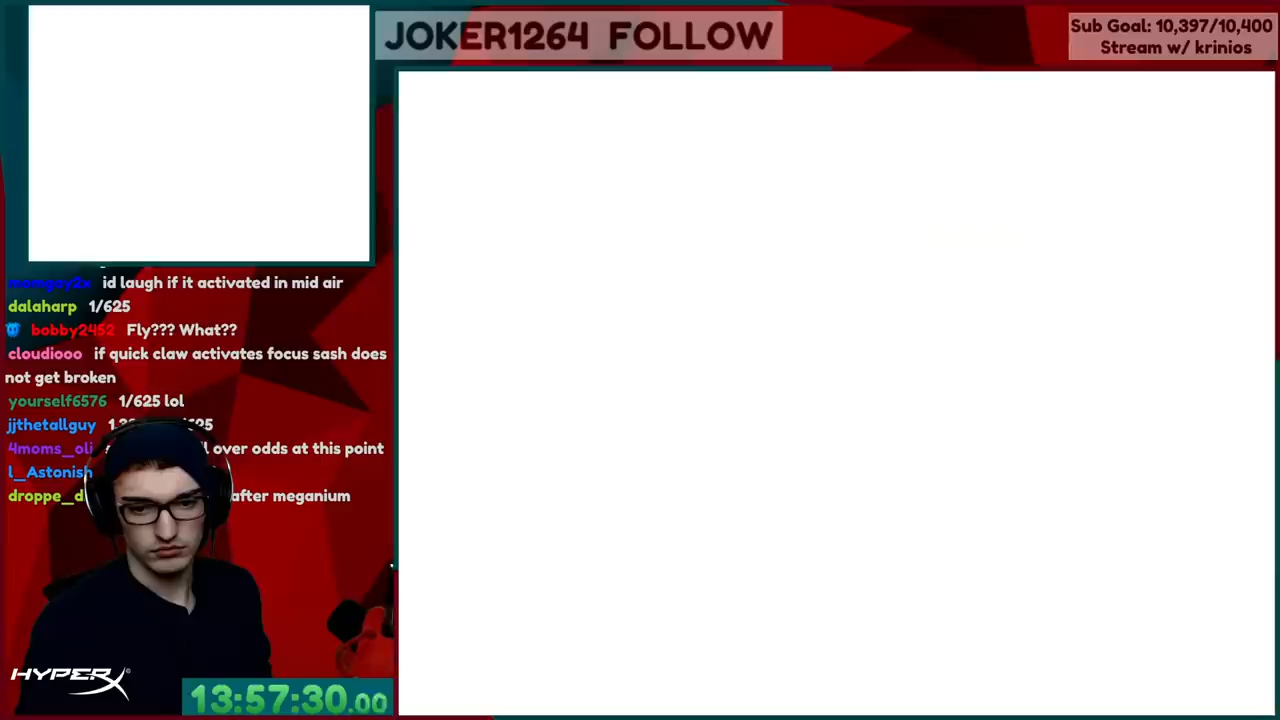 JOKER1264 FOLLOW
Sub Goal: 10,397/10,400
Stream w/ krinios
id laugh if it activated in mid air
dalaharp 1/625
bobby2452 Fly??? What??
cloudiooo if quick claw activates focus sash does
not get broken
yourself6576 1/625 lol
jjthetallguy
4moms_oli over odds at this point
l_Astonish
after meganium
HYPERX
13:57:30.00